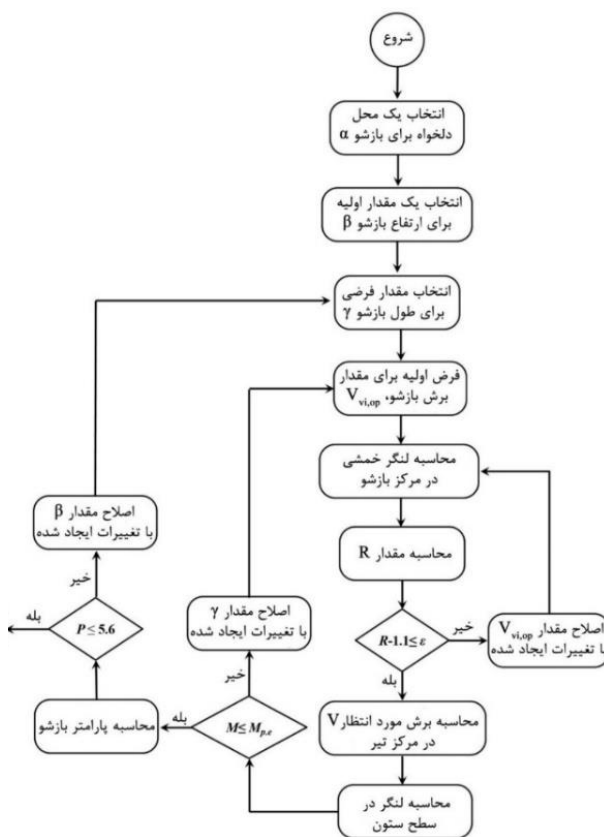 شروع
انتخاب یک محل
دلخواه برای بازشو α
انتخاب یک مقدار اولیه
برای ارتفاع بازشو β
انتخاب مقدار فرضی
برای طول بازشو γ
فرض اولیه برای مقدار
برش بازشو، Vvi,op
محاسبه لنگر خمشی
در مرکز بازشو
محاسبه مقدار R
R-1.1≤ ε
خیر
اصلاح مقدار Vvi,op
با تغییرات ایجاد شده
بله
محاسبه برش مورد انتظار V
در مرکز تیر
محاسبه لنگر در
سطح ستون
M≤ Mp,e
خیر
اصلاح مقدار γ
با تغییرات ایجاد شده
بله
محاسبه پارامتر بازشو
P ≤ 5.6
خیر
اصلاح مقدار β
با تغییرات ایجاد شده
بله